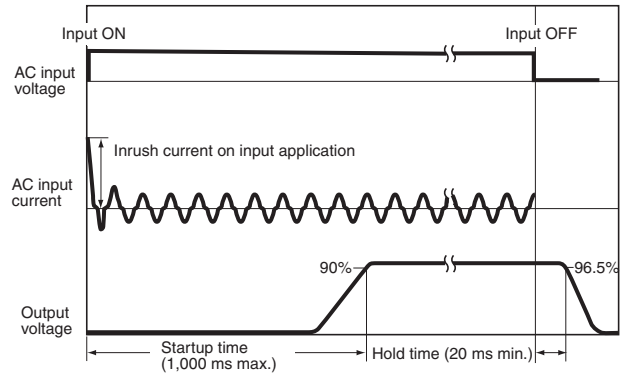 Input ON
Input OFF
AC input
voltage
Inrush current on input application
AC input
current
90%
96.5%
Output
voltage
Startup time
(1,000 ms max.)
Hold time (20 ms min.)